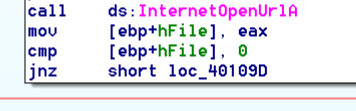 call ds:InternetOpenUrlA
mov [ebp+hFile], eax
cmp [ebp+hFile], 0
jnz short loc_40109D